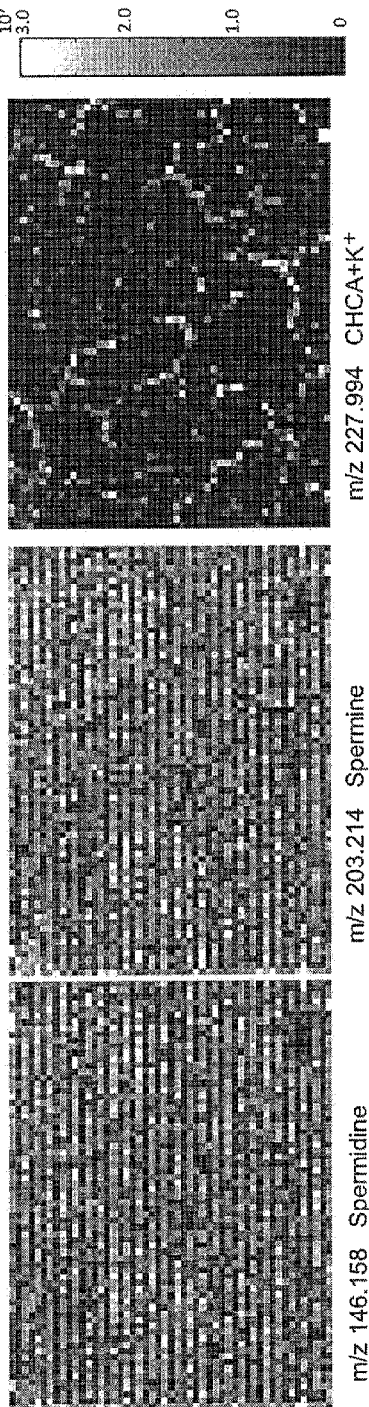 m/z 146.158 Spermidine
m/z 203.214 Spermine
m/z 227.994 CHCA+K⁺
10⁷
3.0
2.0
1.0
0